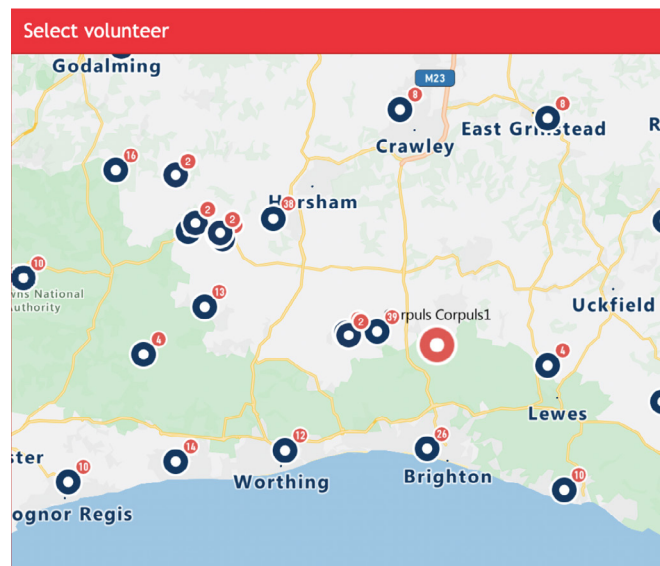 Select volunteer
Godalming
M23
8
8
Crawley
East Grinstead
R
16
2
Horsham
38
2
2
10
wns National
uthority
13
Uckfield
2
39
rpuls Corpuls1
4
4
Lewes
ster
14
12
26
Worthing
Brighton
10
10
ognor Regis